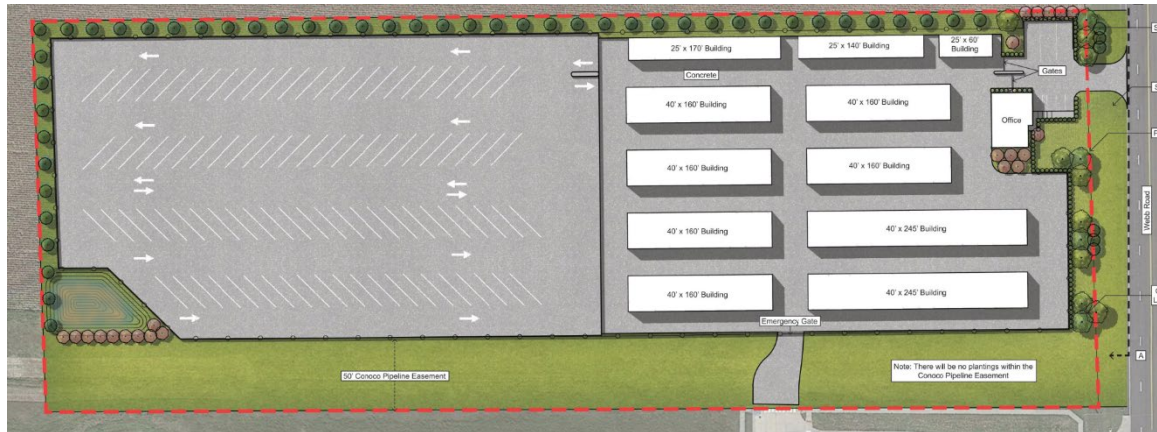 25' x 170' Building
25' x 140' Building
25' x 60'
Building
Concrete
Gates
40' x 160' Building
40' x 160' Building
Office
40' x 160' Building
40' x 160' Building
Webb Road
40' x 160' Building
40' x 245' Building
40' x 160' Building
40' x 245' Building
Emergency Gate
A
50' Conoco Pipeline Easement
Note: There will be no plantings within the
Conoco Pipeline Easement